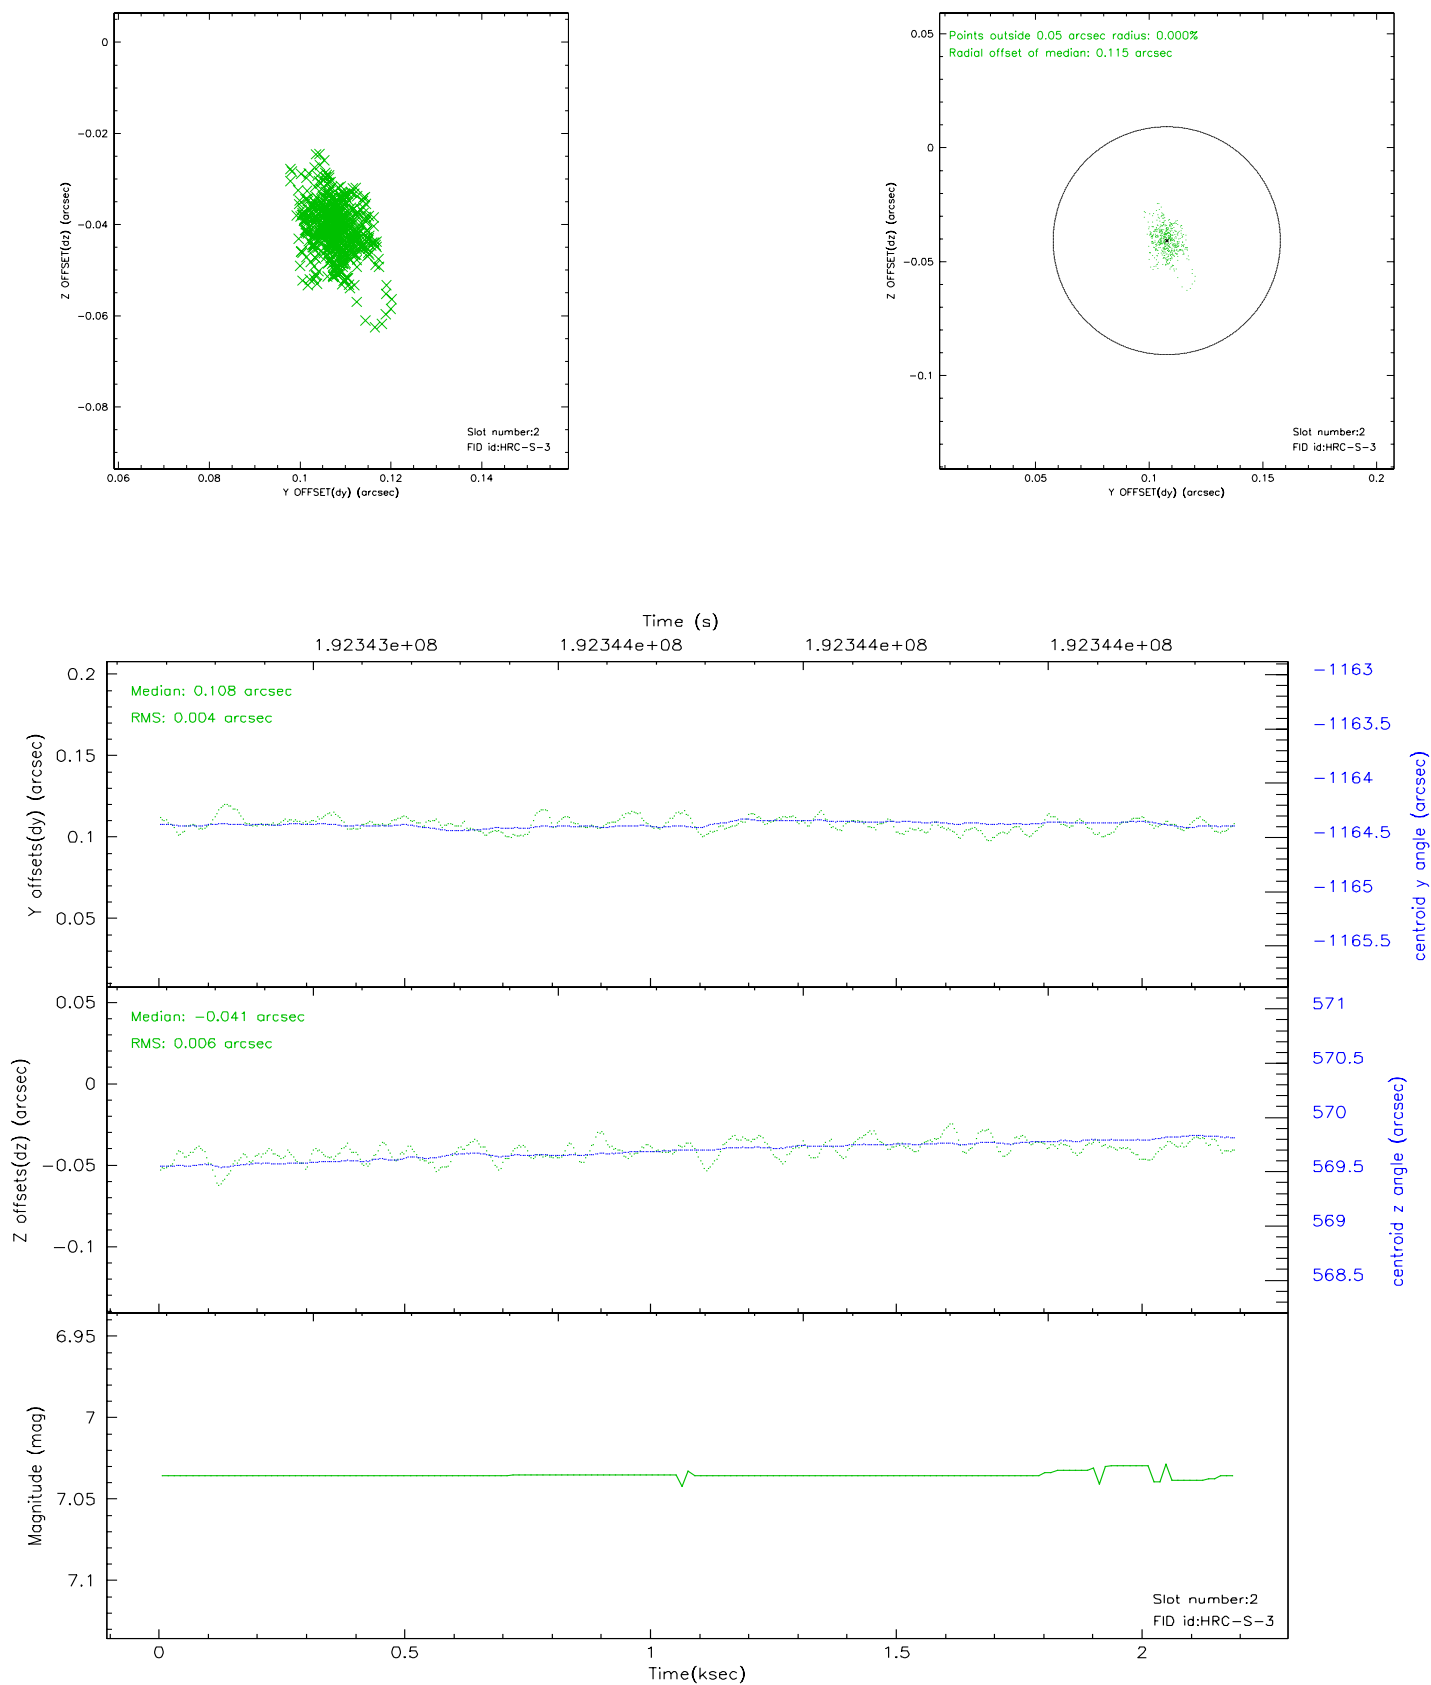 0
-0.02
-0.04
-0.06
-0.08
Z OFFSET(dz) (arcsec)
Slot number:2
FID id:HRC-S-3
0.06 0.08 0.1 0.12 0.14
Y OFFSET(dy) (arcsec)
Points outside 0.05 arcsec radius: 0.000%
Radial offset of median: 0.115 arcsec
0.05
0
-0.05
-0.1
Z OFFSET(dz) (arcsec)
Slot number:2
FID id:HRC-S-3
0.05 0.1 0.15 0.2
Y OFFSET(dy) (arcsec)
Time (s)
1.92343e+08 1.92344e+08 1.92344e+08 1.92344e+08
Median: 0.108 arcsec
RMS: 0.004 arcsec
0.2
0.15
0.1
0.05
Y offsets(dy) (arcsec)
-1163
-1163.5
-1164
-1164.5
-1165
-1165.5
centroid y angle (arcsec)
Median: -0.041 arcsec
RMS: 0.006 arcsec
0.05
0
-0.05
-0.1
Z offsets(dz) (arcsec)
571
570.5
570
569.5
569
568.5
centroid z angle (arcsec)
6.95
7
7.05
7.1
Magnitude (mag)
Slot number:2
FID id:HRC-S-3
0 0.5 1 1.5 2
Time(ksec)